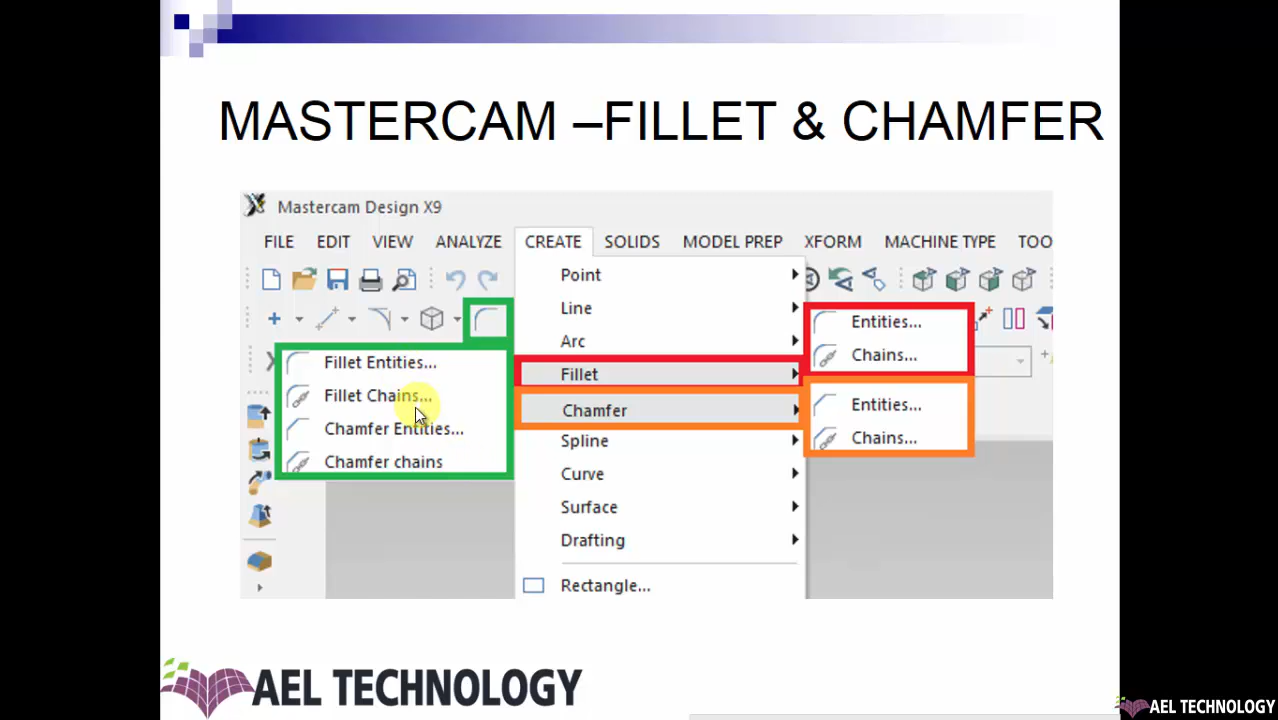 MASTERCAM –FILLET & CHAMFER
Mastercam Design X9
FILE EDIT VIEW ANALYZE CREATE SOLIDS MODEL PREP XFORM MACHINE TYPE TOO
Point
Line
Arc
Fillet
Chamfer
Spline
Curve
Surface
Drafting
Rectangle...
Fillet Entities...
Fillet Chains...
Chamfer Entities...
Chamfer chains
Entities...
Chains...
Entities...
Chains...
AEL TECHNOLOGY
AEL TECHNOLOGY